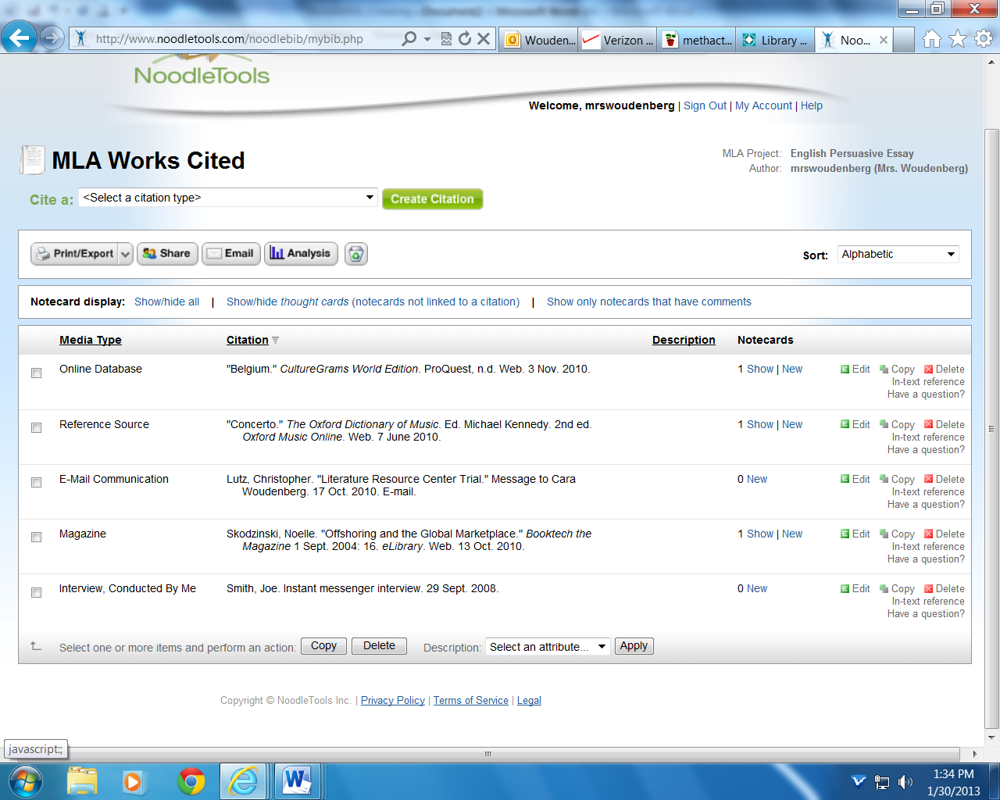 http://www.noodletools.com/noodlebib/mybib.php
Wouden...
Verizon ...
methact...
Library ...
Noo...
NoodleTools
Welcome, mrswoudenberg | Sign Out | My Account | Help
MLA Works Cited
MLA Project: English Persuasive Essay
Author: mrswoudenberg (Mrs. Woudenberg)
Cite a: <Select a citation type> Create Citation
Print/Export Share Email Analysis Sort: Alphabetic
Notecard display: Show/hide all | Show/hide thought cards (notecards not linked to a citation) | Show only notecards that have comments
Media Type Citation Description Notecards
Online Database "Belgium." CultureGrams World Edition. ProQuest, n.d. Web. 3 Nov. 2010. 1 Show | New Edit Copy Delete
In-text reference
Have a question?
Reference Source "Concerto." The Oxford Dictionary of Music. Ed. Michael Kennedy. 2nd ed. 1 Show | New Edit Copy Delete
Oxford Music Online. Web. 7 June 2010. In-text reference
Have a question?
E-Mail Communication Lutz, Christopher. "Literature Resource Center Trial." Message to Cara 0 New Edit Copy Delete
Woudenberg. 17 Oct. 2010. E-mail. In-text reference
Have a question?
Magazine Skodzinski, Noelle. "Offshoring and the Global Marketplace." Booktech the 1 Show | New Edit Copy Delete
Magazine 1 Sept. 2004: 16. eLibrary. Web. 13 Oct. 2010. In-text reference
Have a question?
Interview, Conducted By Me Smith, Joe. Instant messenger interview. 29 Sept. 2008. 0 New Edit Copy Delete
In-text reference
Have a question?
Select one or more items and perform an action: Copy Delete Description: Select an attribute... Apply
Copyright © NoodleTools Inc. | Privacy Policy | Terms of Service | Legal
javascript:;
1:34 PM
1/30/2013